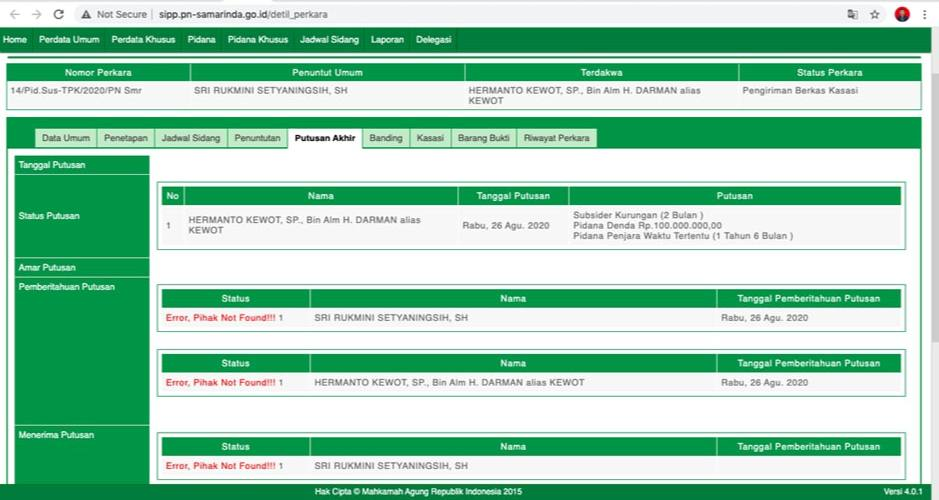 Not Secure | sipp.pn-samarinda.go.id/detil_perkara
Home Perdata Umum Perdata Khusus Pidana Pidana Khusus Jadwal Sidang Laporan Delegasi
Nomor Perkara Penuntut Umum Terdakwa Status Perkara
14/Pid.Sus-TPK/2020/PN Smr SRI RUKMINI SETYANINGSIH, SH HERMANTO KEWOT, SP., Bin Alm H. DARMAN alias Pengiriman Berkas Kasasi
KEWOT
Data Umum Penetapan Jadwal Sidang Penuntutan Putusan Akhir Banding Kasasi Barang Bukti Riwayat Perkara
Tanggal Putusan
Status Putusan
No Nama Tanggal Putusan Putusan
1 HERMANTO KEWOT, SP., Bin Alm H. DARMAN alias
KEWOT
Rabu, 26 Agu. 2020
Subsider Kurungan (2 Bulan )
Pidana Denda Rp.100.000.000,00
Pidana Penjara Waktu Tertentu (1 Tahun 6 Bulan )
Amar Putusan
Pemberitahuan Putusan
Status Nama Tanggal Pemberitahuan Putusan
Error, Pihak Not Found!!! 1 SRI RUKMINI SETYANINGSIH, SH Rabu, 26 Agu. 2020
Status Nama Tanggal Pemberitahuan Putusan
Error, Pihak Not Found!!! 1 HERMANTO KEWOT, SP., Bin Alm H. DARMAN alias KEWOT Rabu, 26 Agu. 2020
Menerima Putusan
Status Nama Tanggal Pemberitahuan Putusan
Error, Pihak Not Found!!! 1 SRI RUKMINI SETYANINGSIH, SH
Hak Cipta © Mahkamah Agung Republik Indonesia 2015 Versi 4.0.1